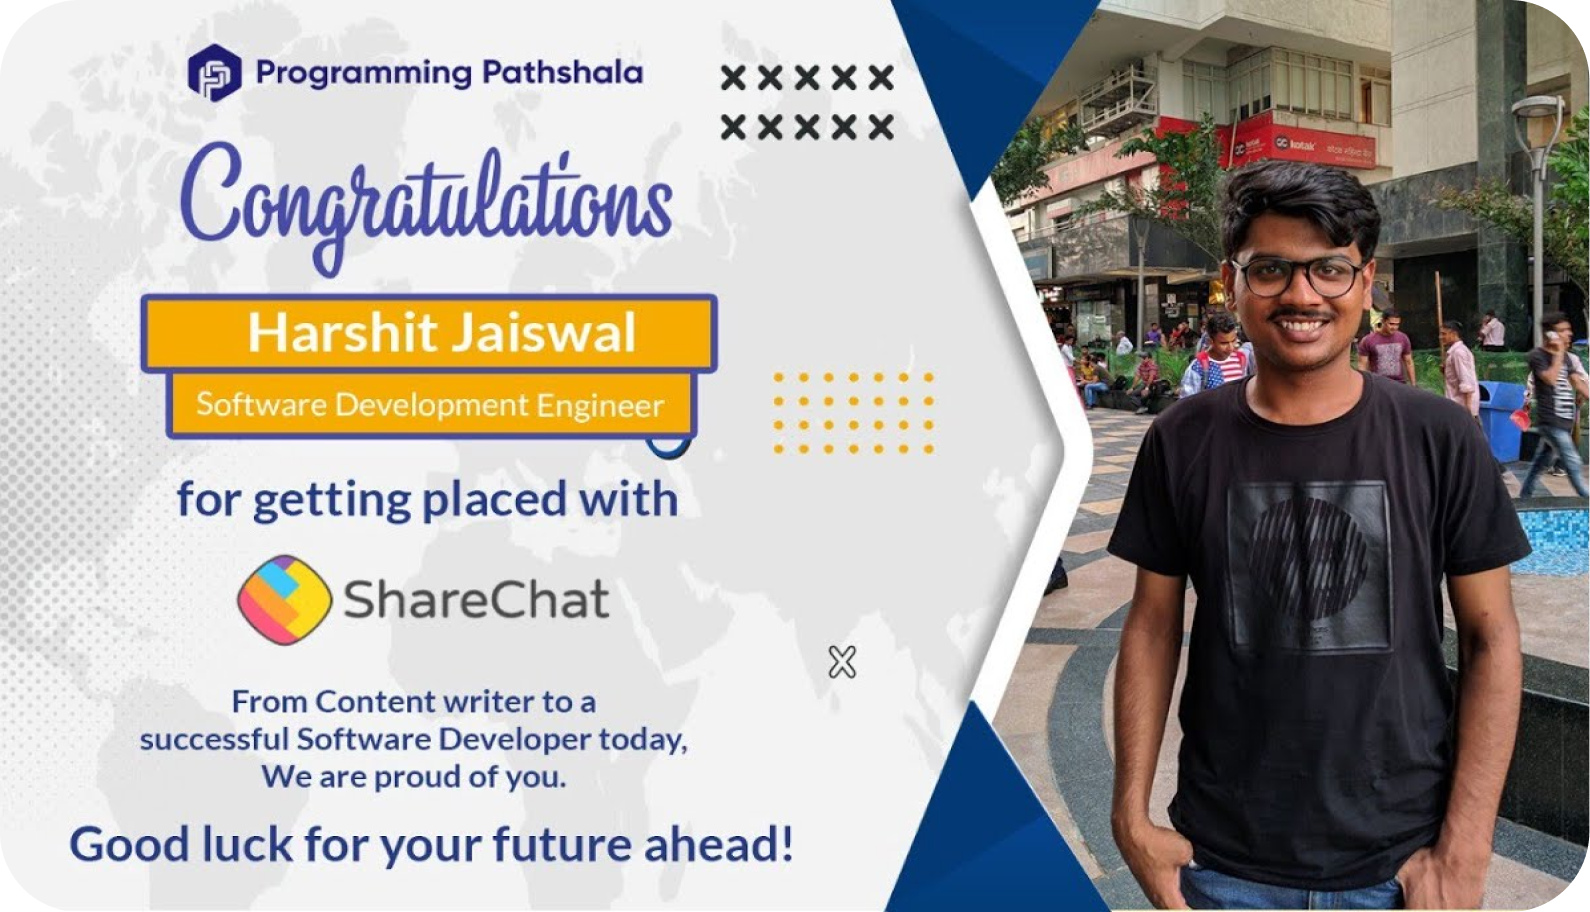 Programming Pathshala
Congratulations
Harshit Jaiswal
Software Development Engineer
for getting placed with
ShareChat
From Content writer to a
successful Software Developer today,
We are proud of you.
Good luck for your future ahead!
kotak